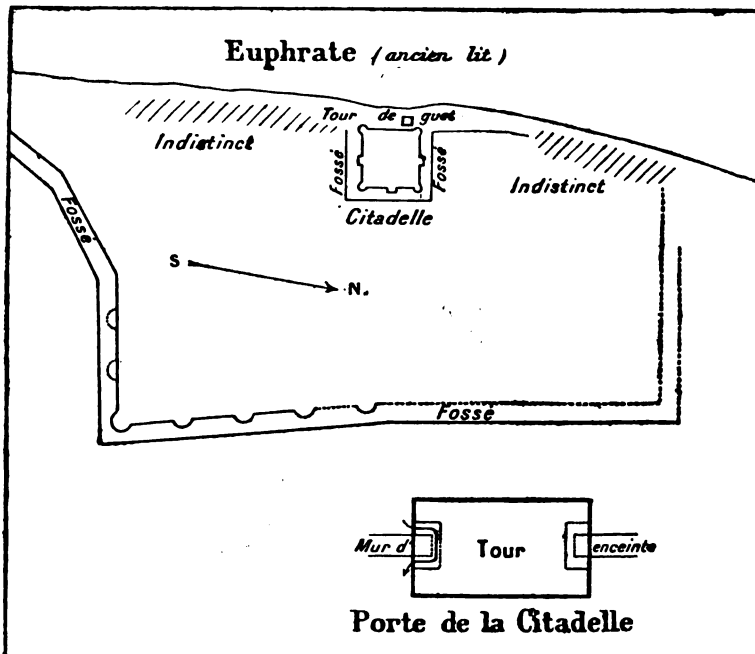 Euphrate (ancien lit)
Tour de guet
Indistinct
Fossé
Fossé
Indistinct
Citadelle
Fossé
S
N.
Fossé
Mur d'
Tour
enceinte
Porte de la Citadelle